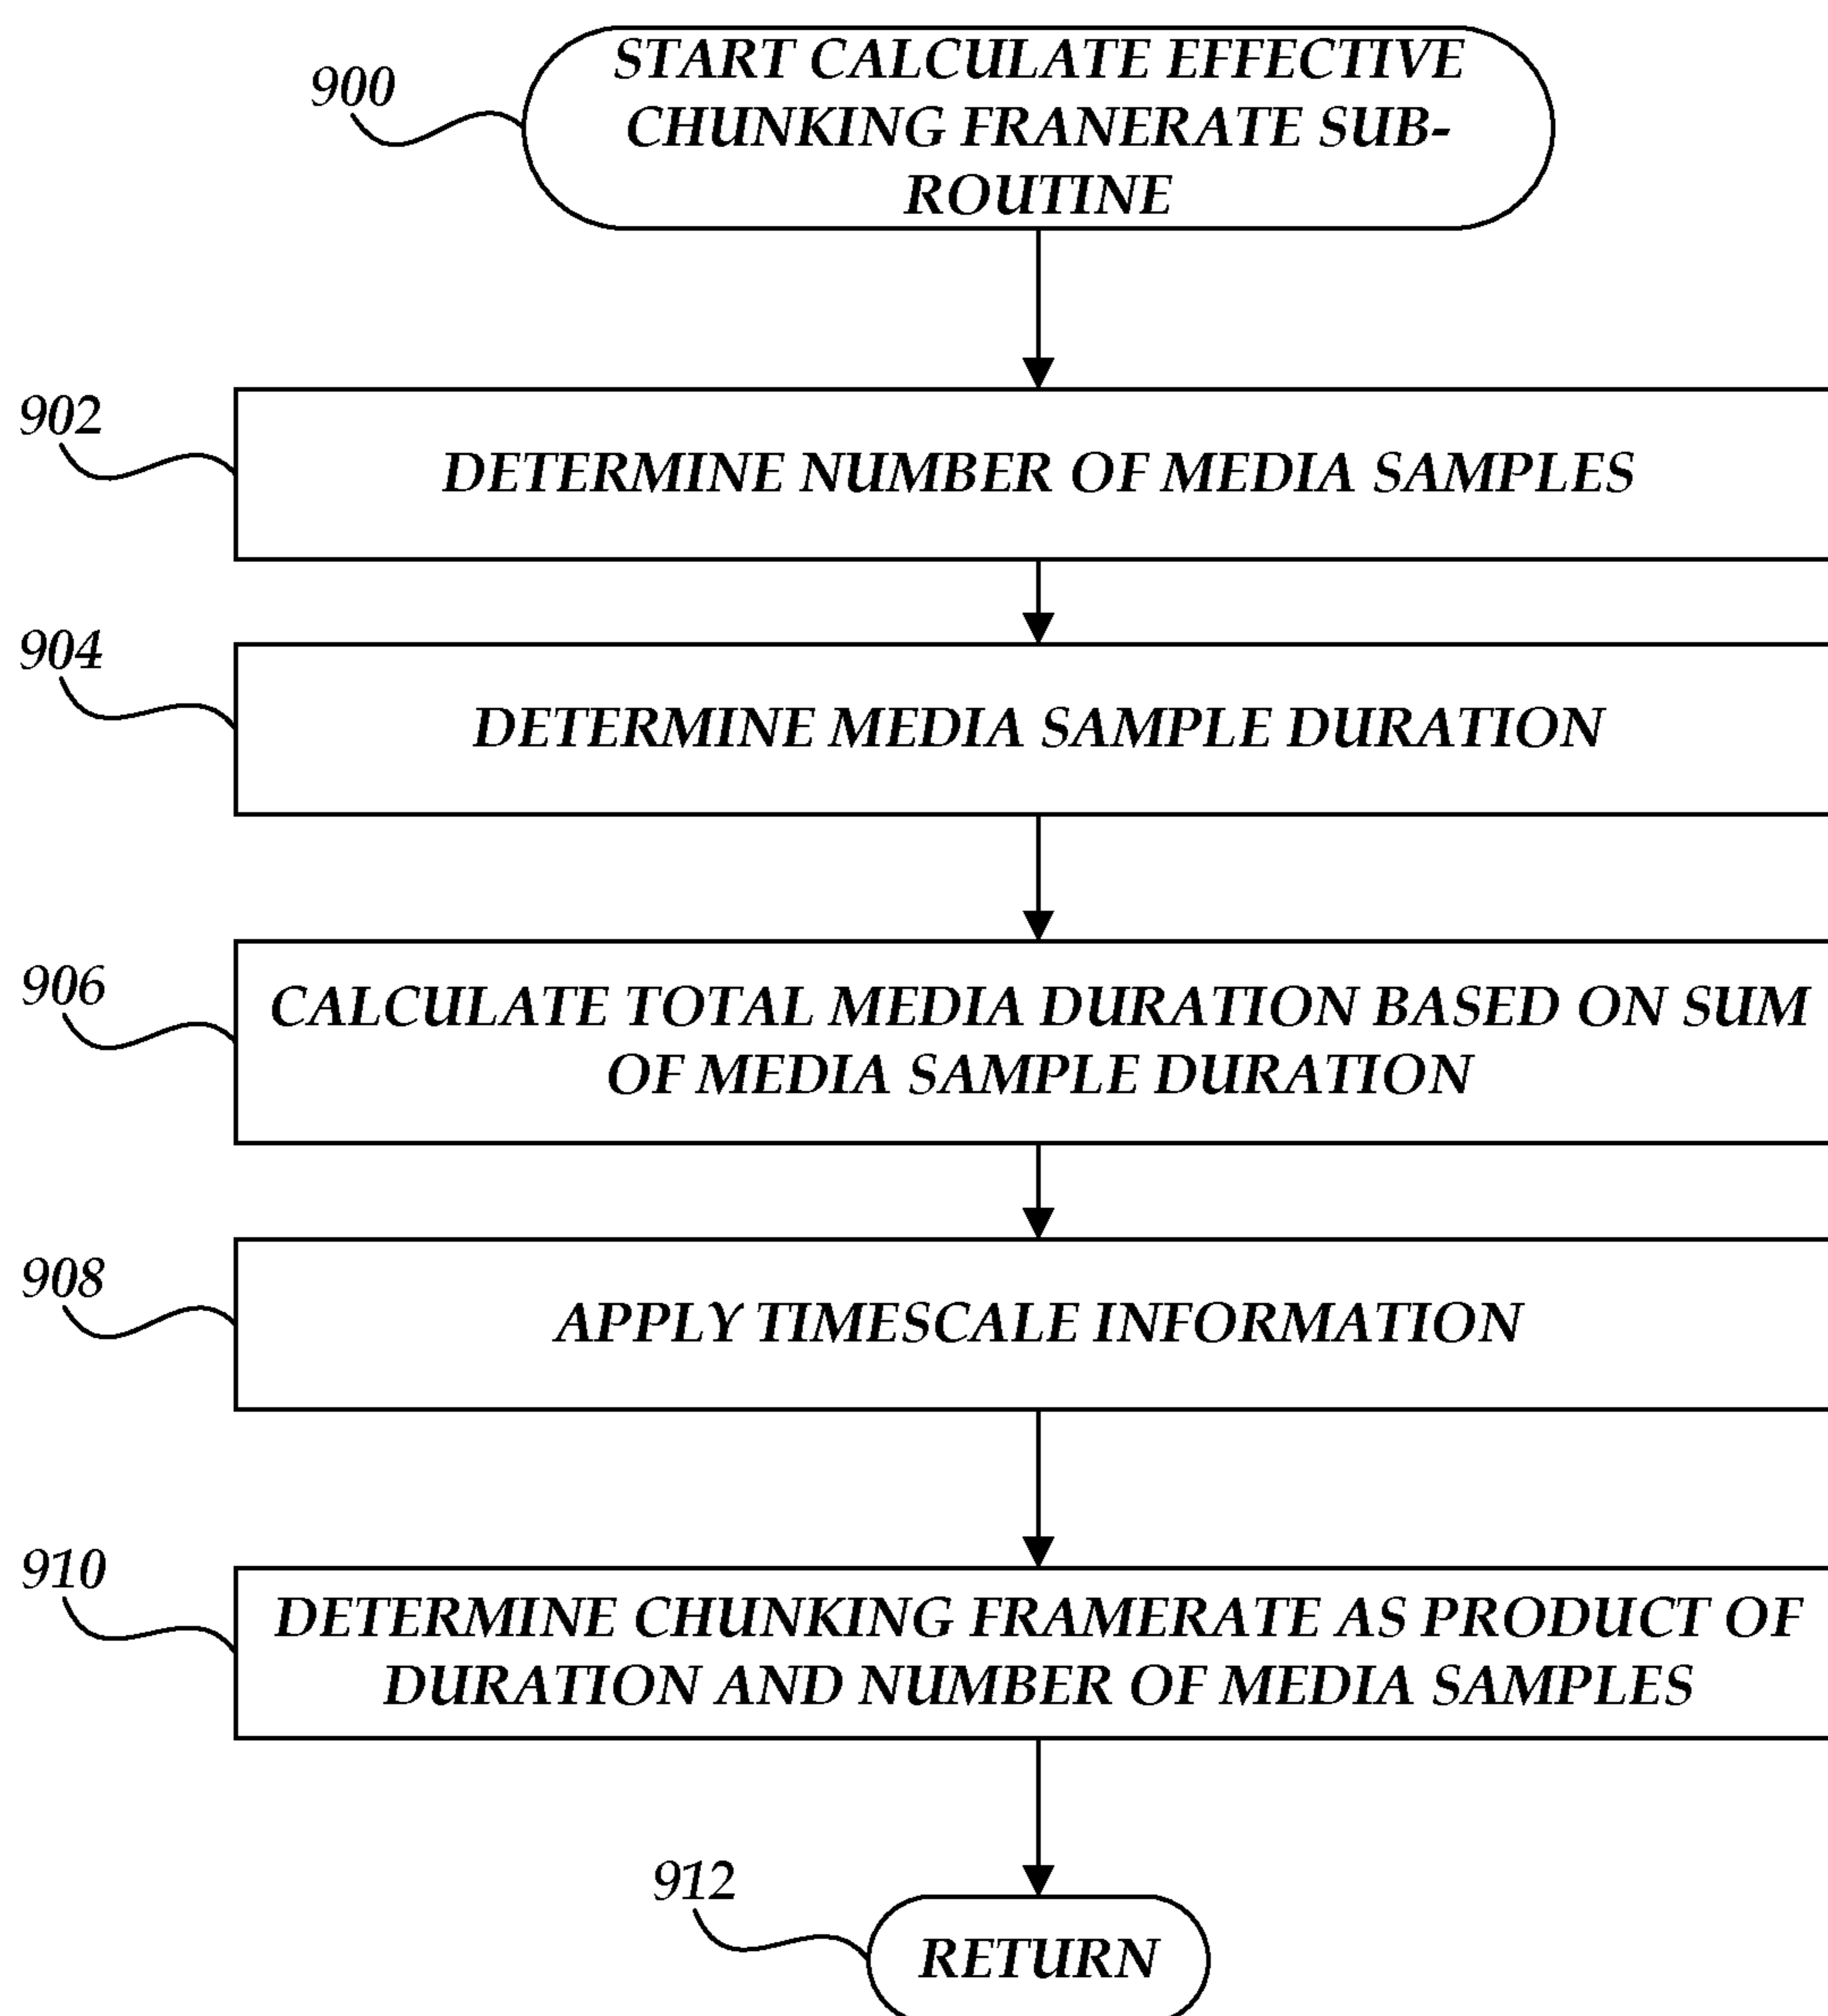 900
START CALCULATE EFFECTIVE
CHUNKING FRANERATE SUB-
ROUTINE
902
DETERMINE NUMBER OF MEDIA SAMPLES
904
DETERMINE MEDIA SAMPLE DURATION
906
CALCULATE TOTAL MEDIA DURATION BASED ON SUM
OF MEDIA SAMPLE DURATION
908
APPLY TIMESCALE INFORMATION
910
DETERMINE CHUNKING FRAMERATE AS PRODUCT OF
DURATION AND NUMBER OF MEDIA SAMPLES
912
RETURN